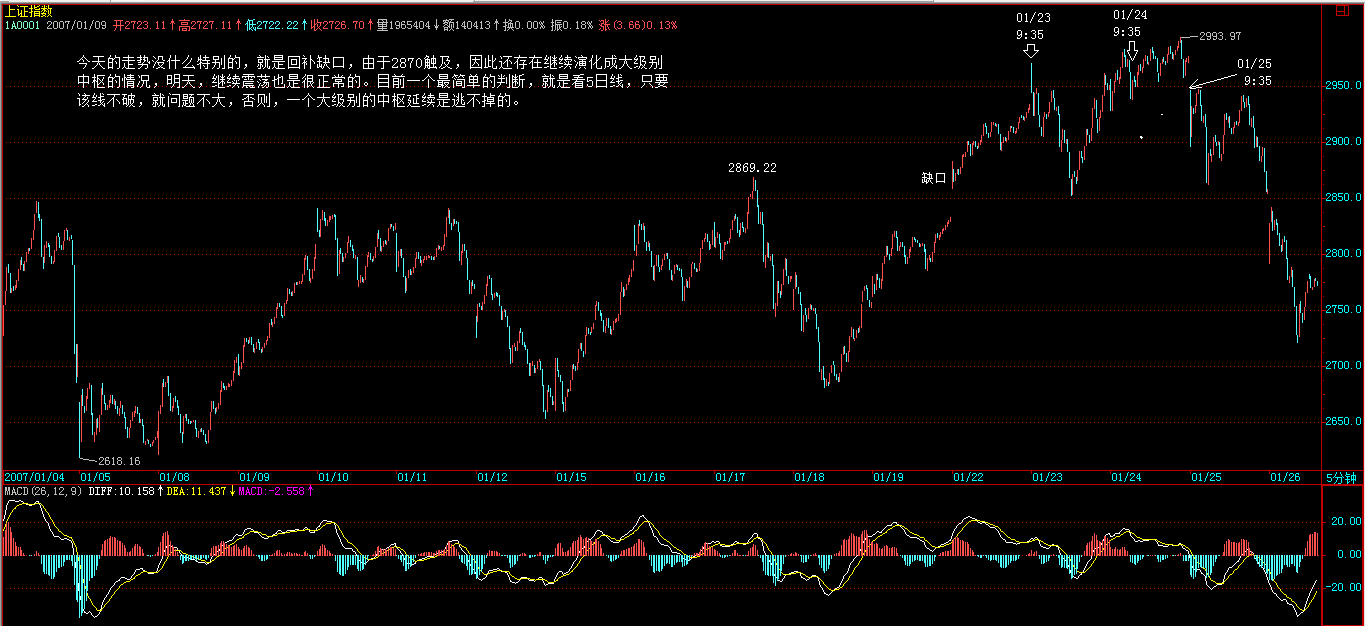 上证指数
1A0001 2007/01/09 开2723.11↑高2727.11↑低2722.22↑收2726.70↑量1965404↓额140413↑换0.00% 振0.18% 涨(3.66)0.13%
今天的走势没什么特别的，就是回补缺口，由于2870触及，因此还存在继续演化成大级别
中枢的情况，明天，继续震荡也是很正常的。目前一个最简单的判断，就是看5日线，只要
该线不破，就问题不大，否则，一个大级别的中枢延续是逃不掉的。
01/23
9:35
01/24
9:35
2993.97
01/25
9:35
2950.0
2900.0
2869.22
缺口
2850.0
2800.0
2750.0
2700.0
2650.0
2618.16
2007/01/04 01/05 01/08 01/09 01/10 01/11 01/12 01/15 01/16 01/17 01/18 01/19 01/22 01/23 01/24 01/25 01/26 5分钟
MACD(26,12,9) DIFF:10.158↑DEA:11.437↓MACD:-2.558↑
20.00
0.00
-20.00